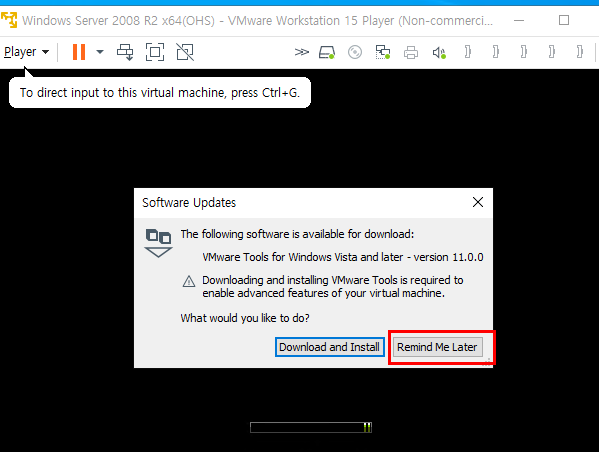 Windows Server 2008 R2 x64(OHS) - VMware Workstation 15 Player (Non-commerci...
Player
To direct input to this virtual machine, press Ctrl+G.
Software Updates
The following software is available for download:
VMware Tools for Windows Vista and later - version 11.0.0
Downloading and installing VMware Tools is required to
enable advanced features of your virtual machine.
What would you like to do?
Download and Install
Remind Me Later